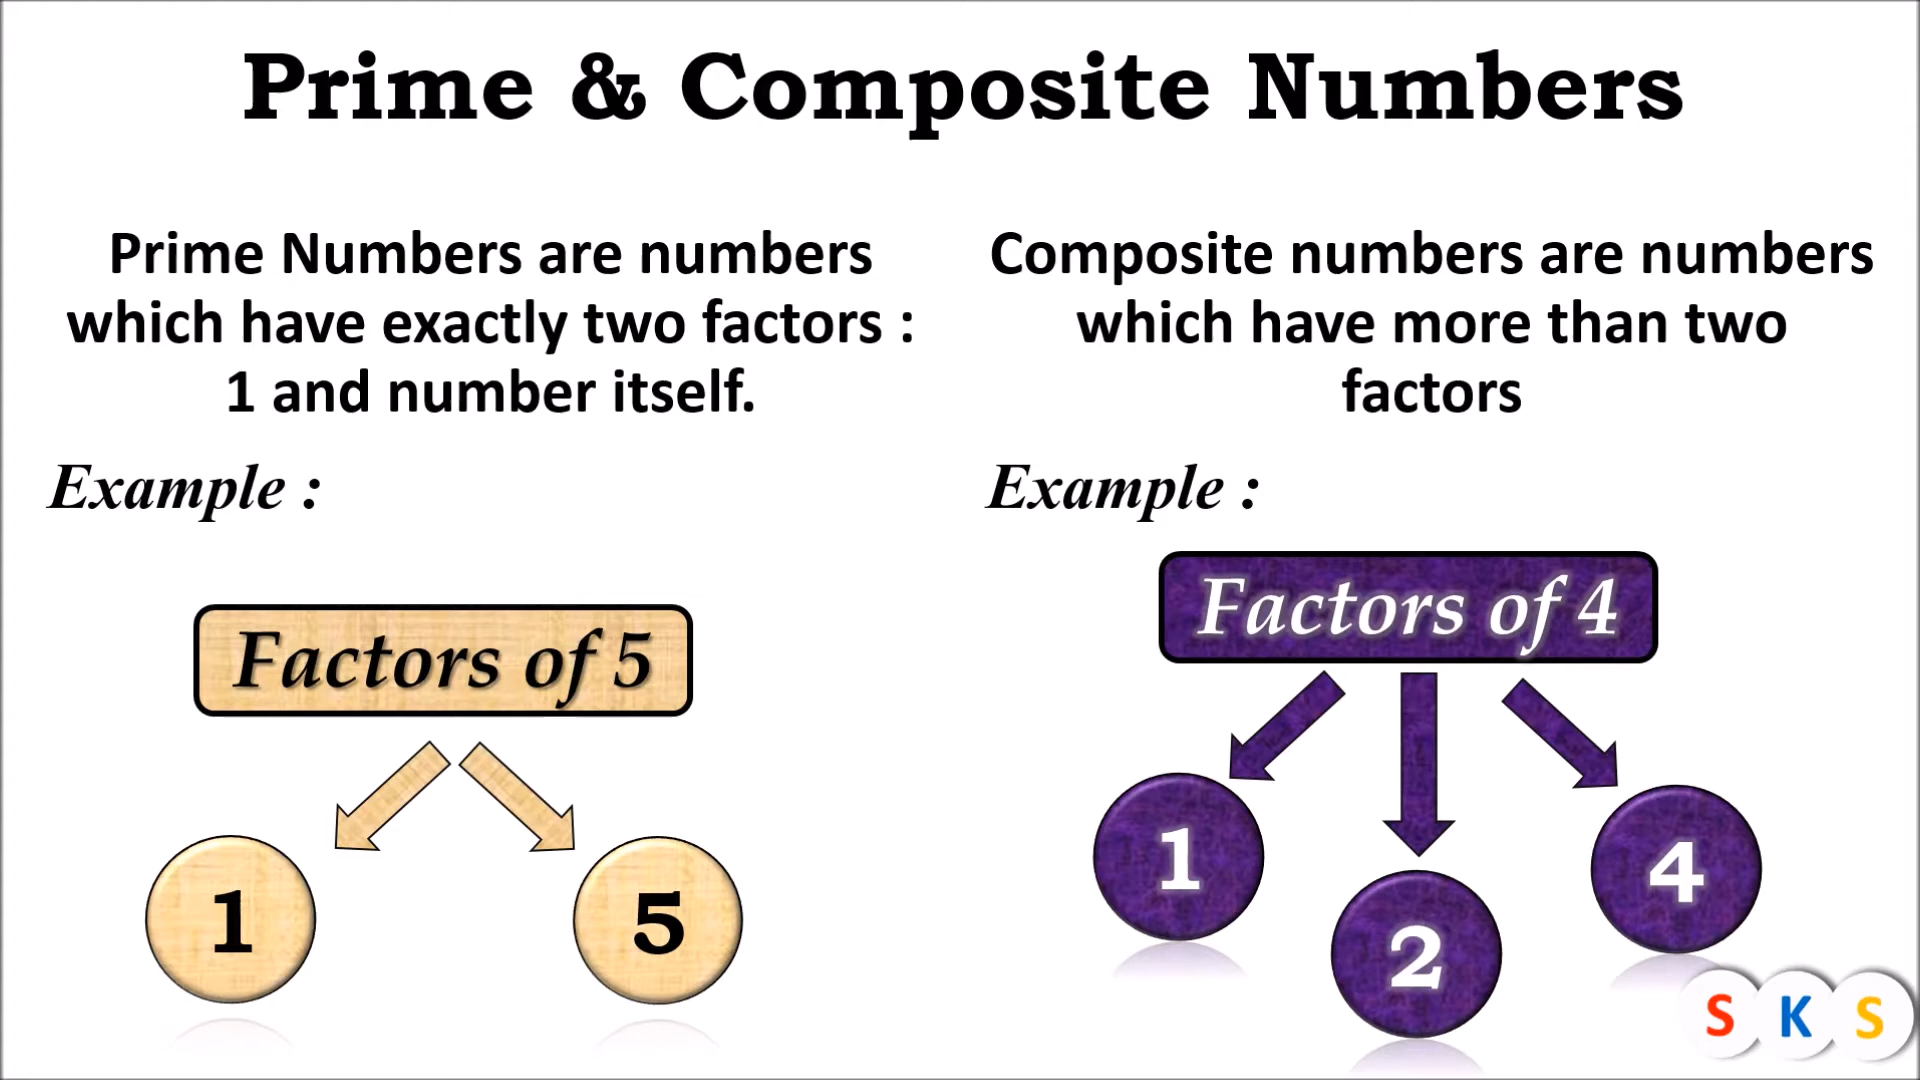 Prime & Composite Numbers
Prime Numbers are numbers
which have exactly two factors :
1 and number itself.
Example :
Factors of 5
1
5
Composite numbers are numbers
which have more than two
factors
Example :
Factors of 4
1
2
4
S K S